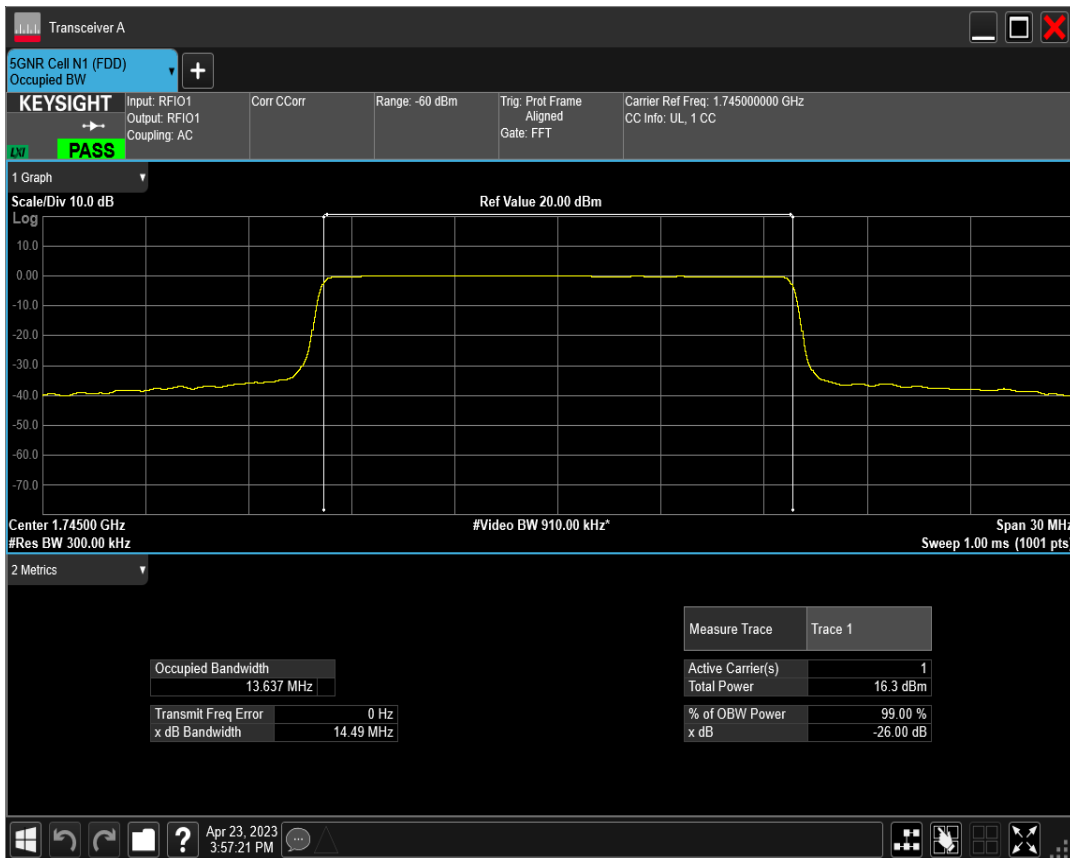 Transceiver A
5GNR Cell N1 (FDD)
Occupied BW
+
KEYSIGHT
LXI
PASS
Input: RFIO1
Output: RFIO1
Coupling: AC
Corr CCorr
Range: -60 dBm
Trig: Prot Frame
Aligned
Gate: FFT
Carrier Ref Freq: 1.745000000 GHz
CC Info: UL, 1 CC
1 Graph
Scale/Div 10.0 dB
Ref Value 20.00 dBm
Log
10.0
0.00
-10.0
-20.0
-30.0
-40.0
-50.0
-60.0
-70.0
Center 1.74500 GHz
#Video BW 910.00 kHz*
Span 30 MHz
#Res BW 300.00 kHz
Sweep 1.00 ms (1001 pts)
2 Metrics
Measure Trace Trace 1
Occupied Bandwidth
13.637 MHz
Active Carrier(s) 1
Total Power 16.3 dBm
Transmit Freq Error 0 Hz
x dB Bandwidth 14.49 MHz
% of OBW Power 99.00 %
x dB -26.00 dB
?
Apr 23, 2023
3:57:21 PM